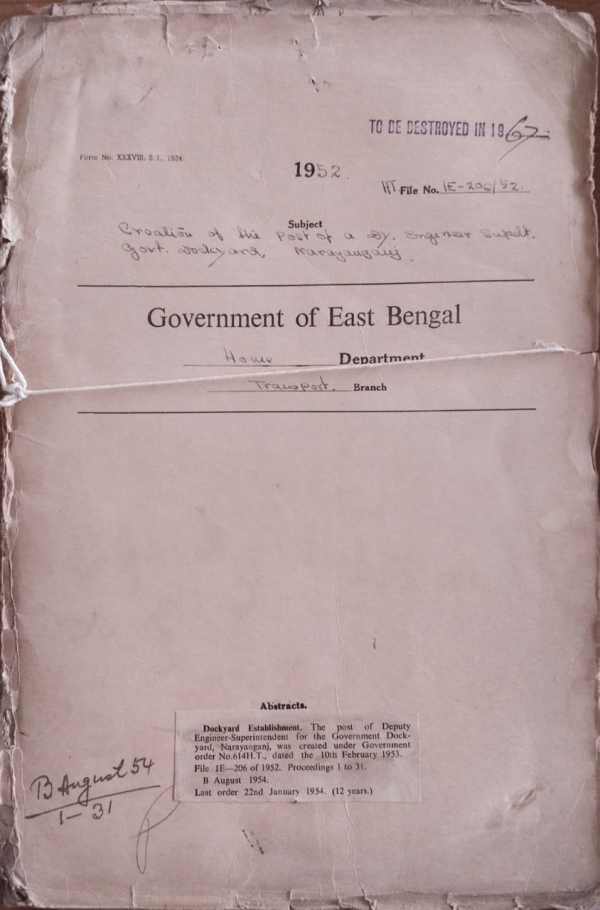 TO BE DESTROYED IN 1967
Form No. XXXVIII. S. I., 1924.
1952.
HT. File No. 1E-206/52.
Subject
Creation of the Post of a Dy. Engineer Supdt.
Govt. Dockyard, Narayanganj.
Government of East Bengal
Home Department
Transport. Branch
Abstracts.
Dockyard Establishment. The post of Deputy
Engineer-Superintendent for the Government Dock-
yard, Narayanganj, was created under Government
order No.614H.T., dated the 10th February 1953.
File 1E—206 of 1952. Proceedings 1 to 31.
B August 1954.
Last order 22nd January 1954. (12 years.)
B August 54
1 - 31